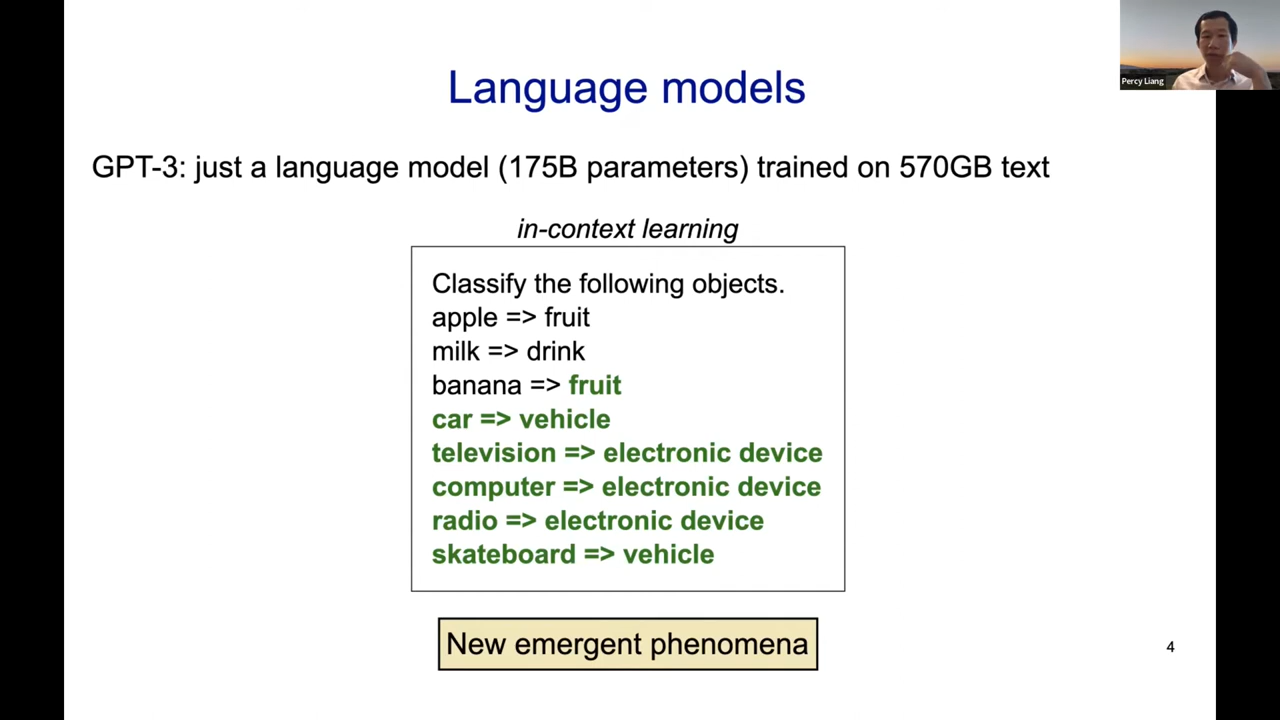 Percy Liang
Language models
GPT-3: just a language model (175B parameters) trained on 570GB text
in-context learning
Classify the following objects.
apple => fruit
milk => drink
banana => fruit
car => vehicle
television => electronic device
computer => electronic device
radio => electronic device
skateboard => vehicle
New emergent phenomena
4